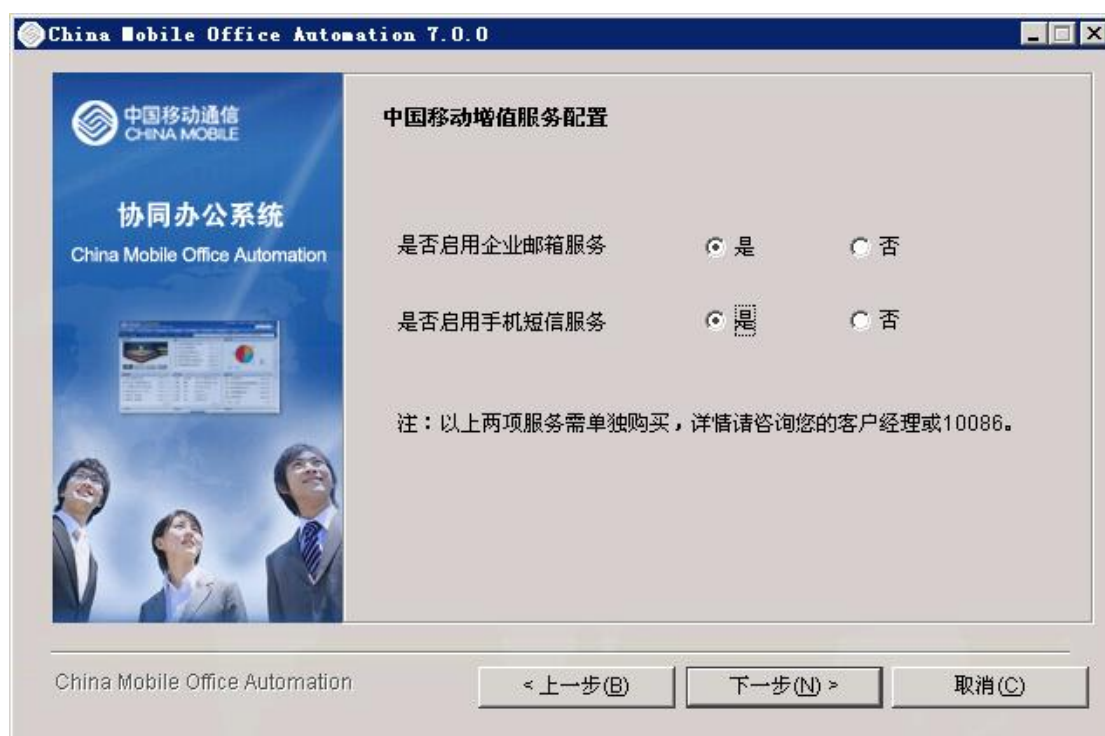 China Mobile Office Automation 7.0.0
中国移动通信
CHINA MOBILE
协同办公系统
China Mobile Office Automation
中国移动增值服务配置
是否启用企业邮箱服务 是 否
是否启用手机短信服务 是 否
注：以上两项服务需单独购买，详情请咨询您的客户经理或10086。
China Mobile Office Automation
<上一步(B) 下一步(N)> 取消(C)